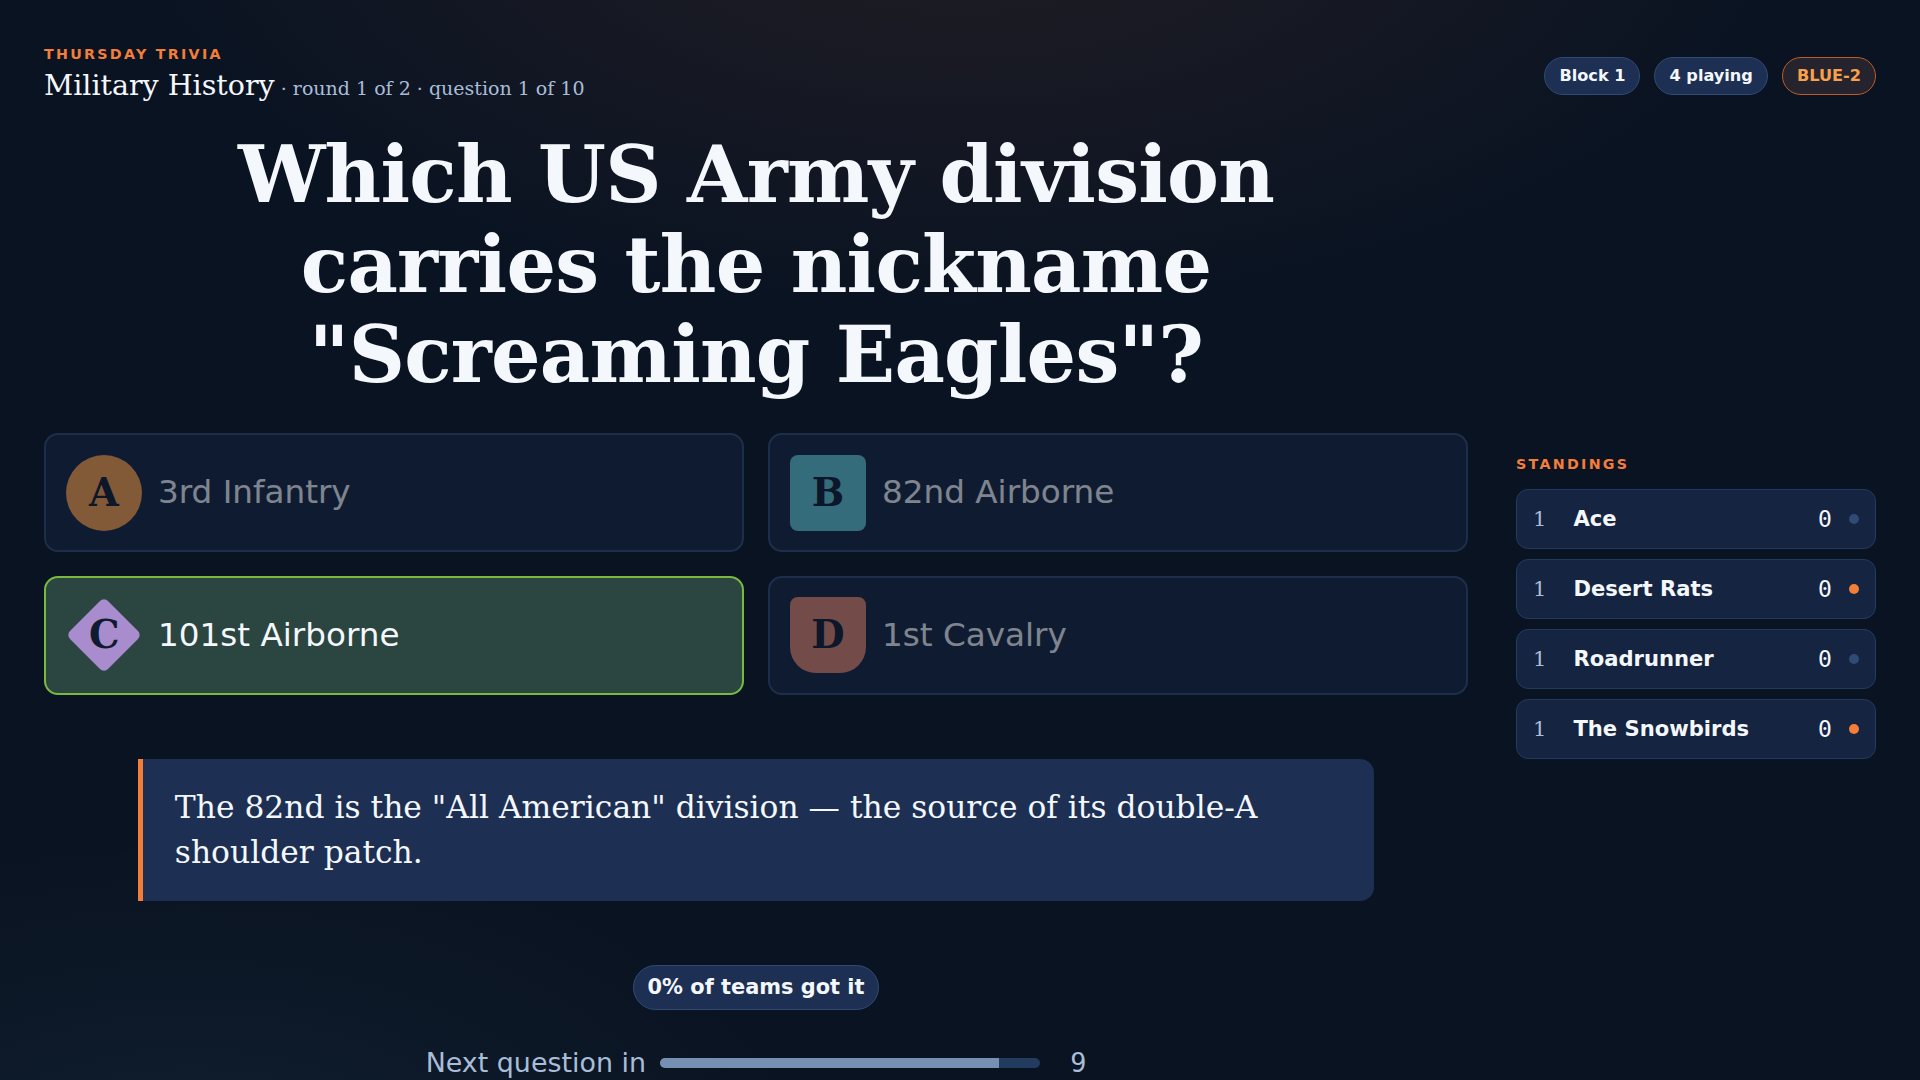 THURSDAY TRIVIA
Military History · round 1 of 2 · question 1 of 10
Block 1
4 playing
BLUE-2
Which US Army division
carries the nickname
"Screaming Eagles"?
A 3rd Infantry
B 82nd Airborne
C 101st Airborne
D 1st Cavalry
The 82nd is the "All American" division — the source of its double-A
shoulder patch.
0% of teams got it
Next question in 9
STANDINGS
1 Ace 0
1 Desert Rats 0
1 Roadrunner 0
1 The Snowbirds 0